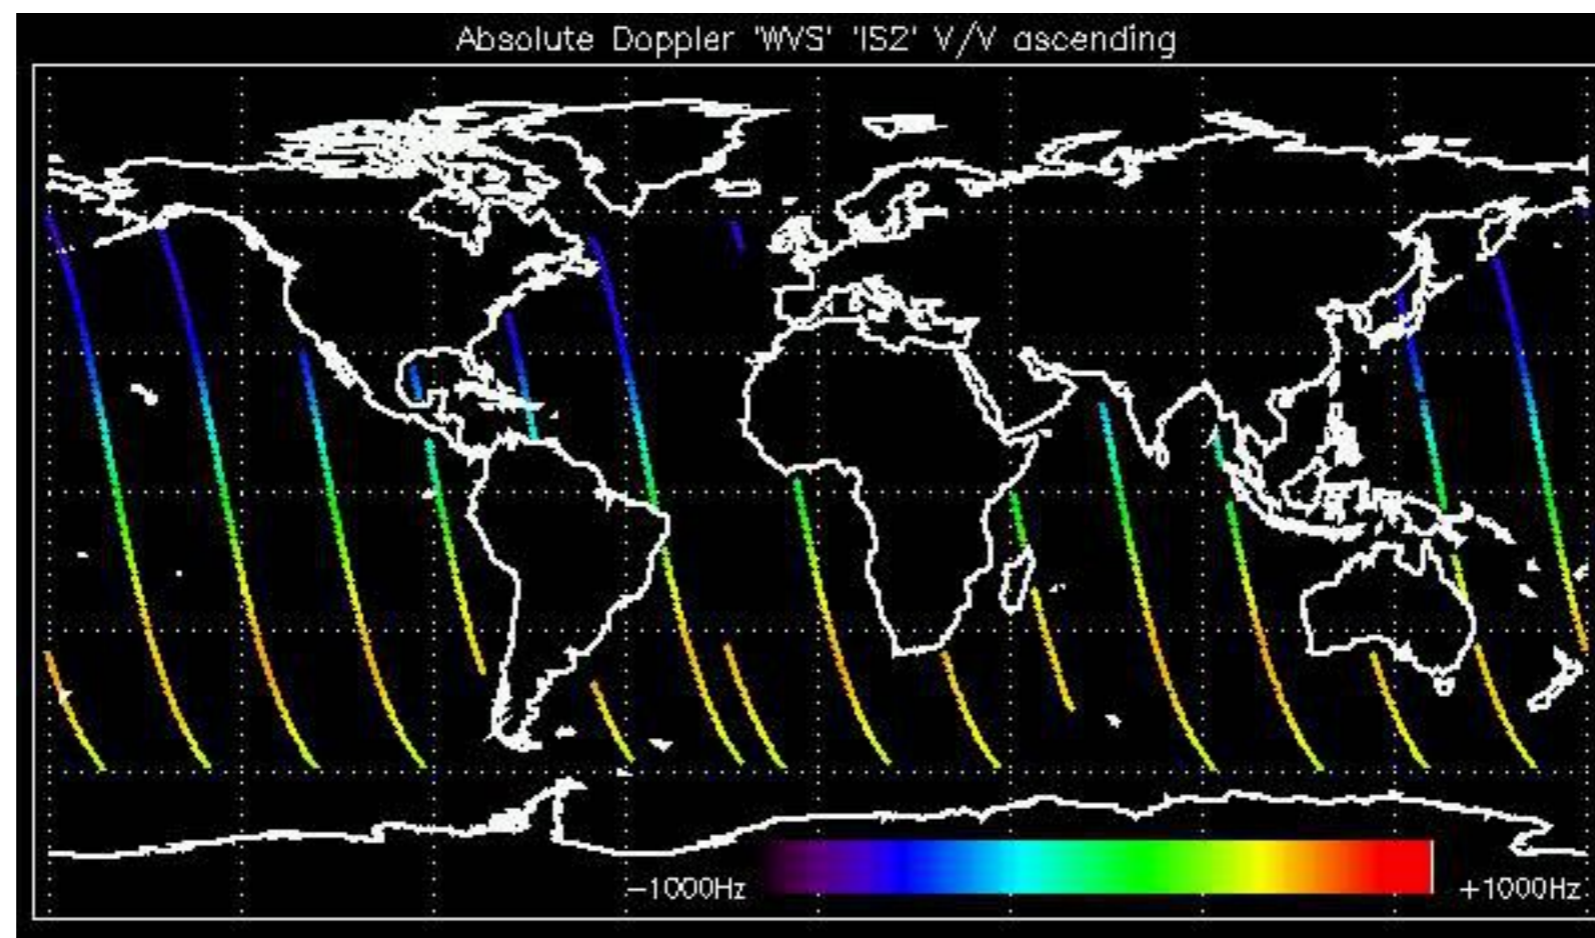 Absolute Doppler 'WVS' 'IS2' V/V ascending
-1000Hz
+1000Hz